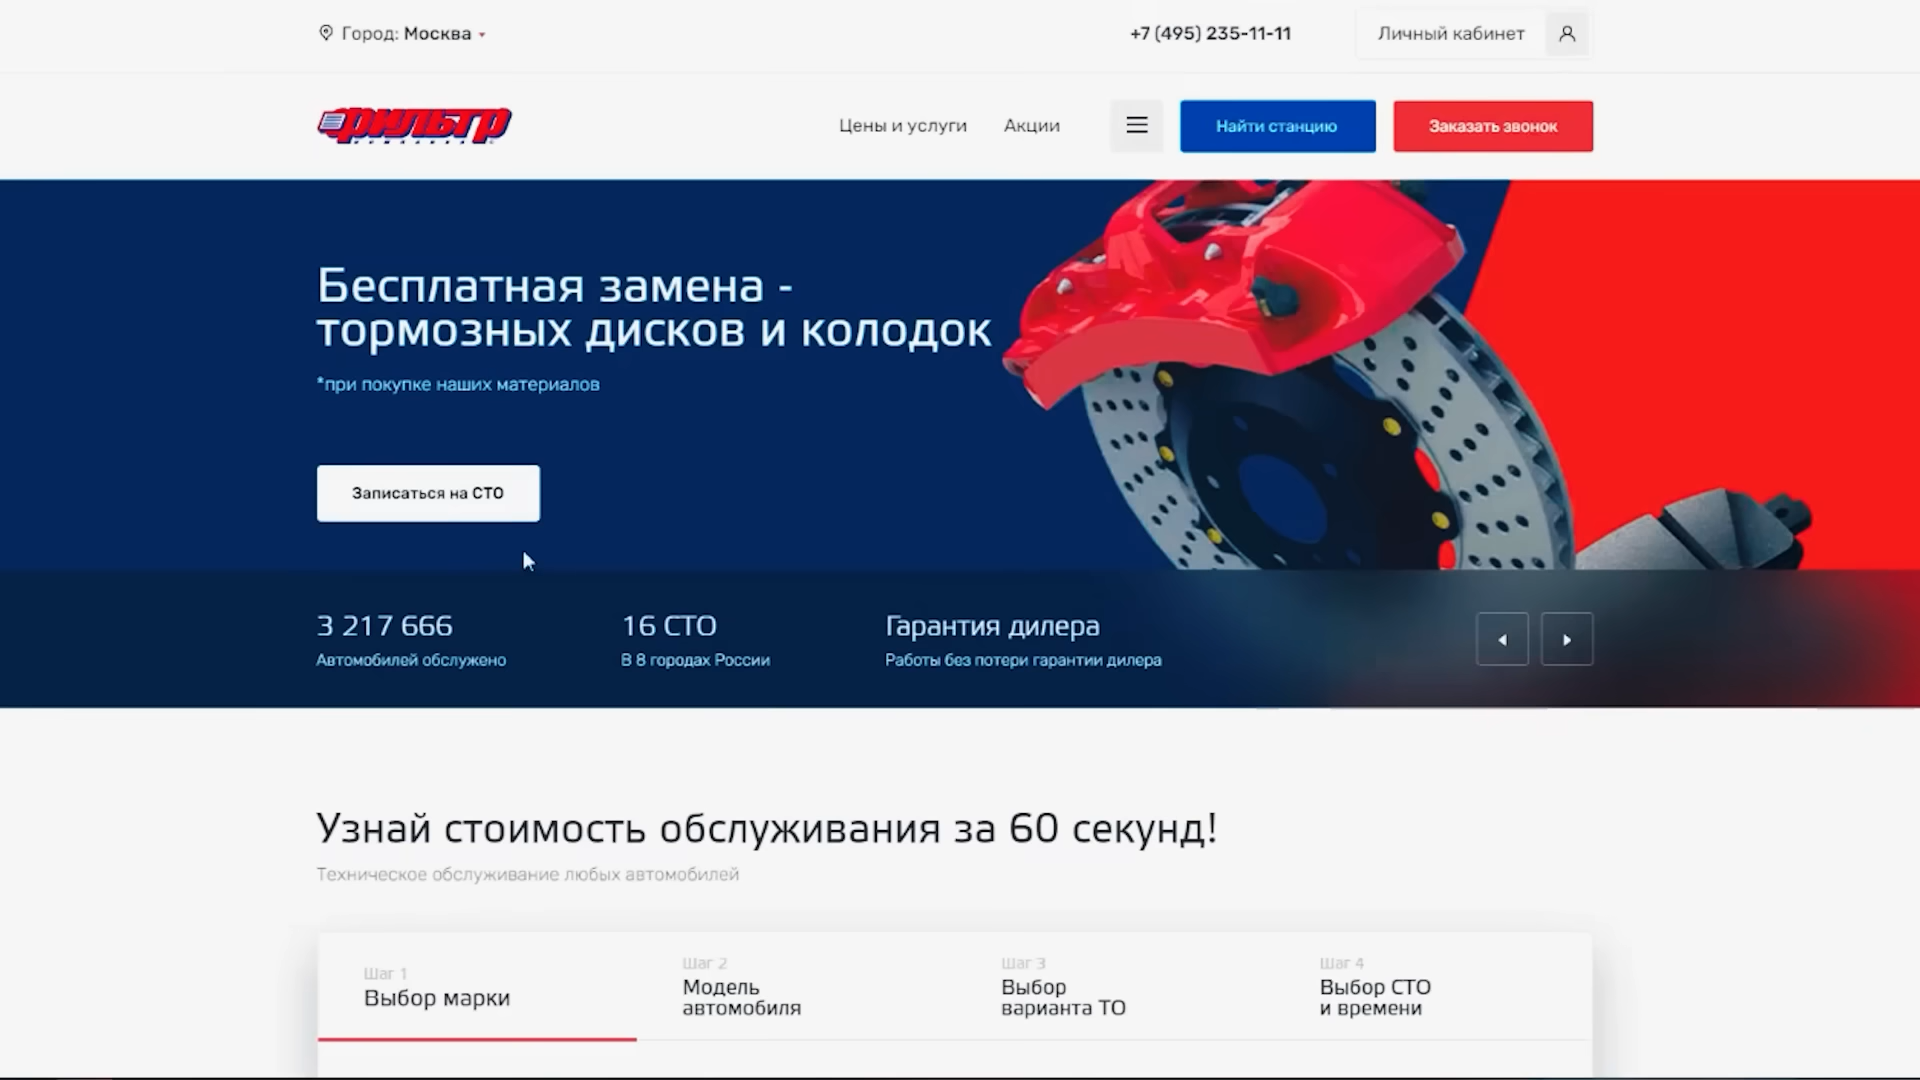 Город: Москва
+7 (495) 235-11-11
Личный кабинет
Фильтр
Цены и услуги
Акции
Найти станцию
Заказать звонок
Бесплатная замена -
тормозных дисков и колодок
*при покупке наших материалов
Записаться на СТО
3 217 666
Автомобилей обслужено
16 СТО
В 8 городах России
Гарантия дилера
Работы без потери гарантии дилера
Узнай стоимость обслуживания за 60 секунд!
Техническое обслуживание любых автомобилей
Шаг 1
Выбор марки
Шаг 2
Модель
автомобиля
Шаг 3
Выбор
варианта ТО
Шаг 4
Выбор СТО
и времени